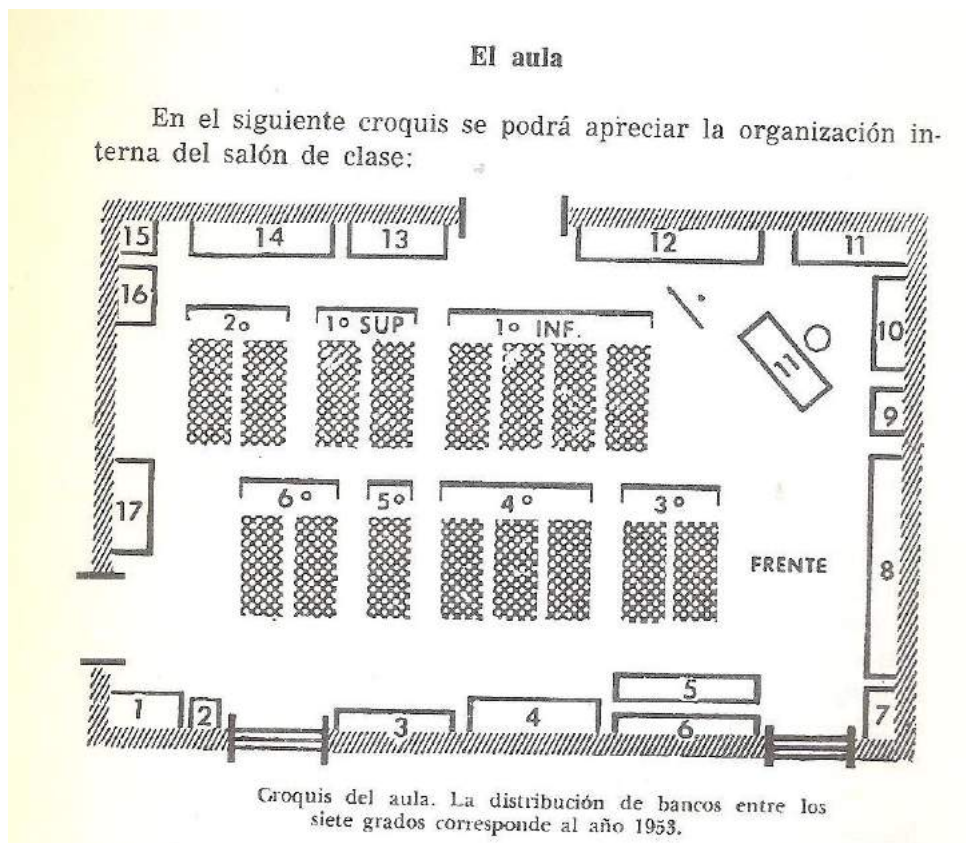 El aula
En el siguiente croquis se podrá apreciar la organización in-
terna del salón de clase:
15
14
13
12
11
16
10
2o
1º SUP
1º INF.
11
9
17
6º
5º
4º
3º
FRENTE
8
1
2
3
4
5
6
7
Croquis del aula. La distribución de bancos entre los
siete grados corresponde al año 1953.